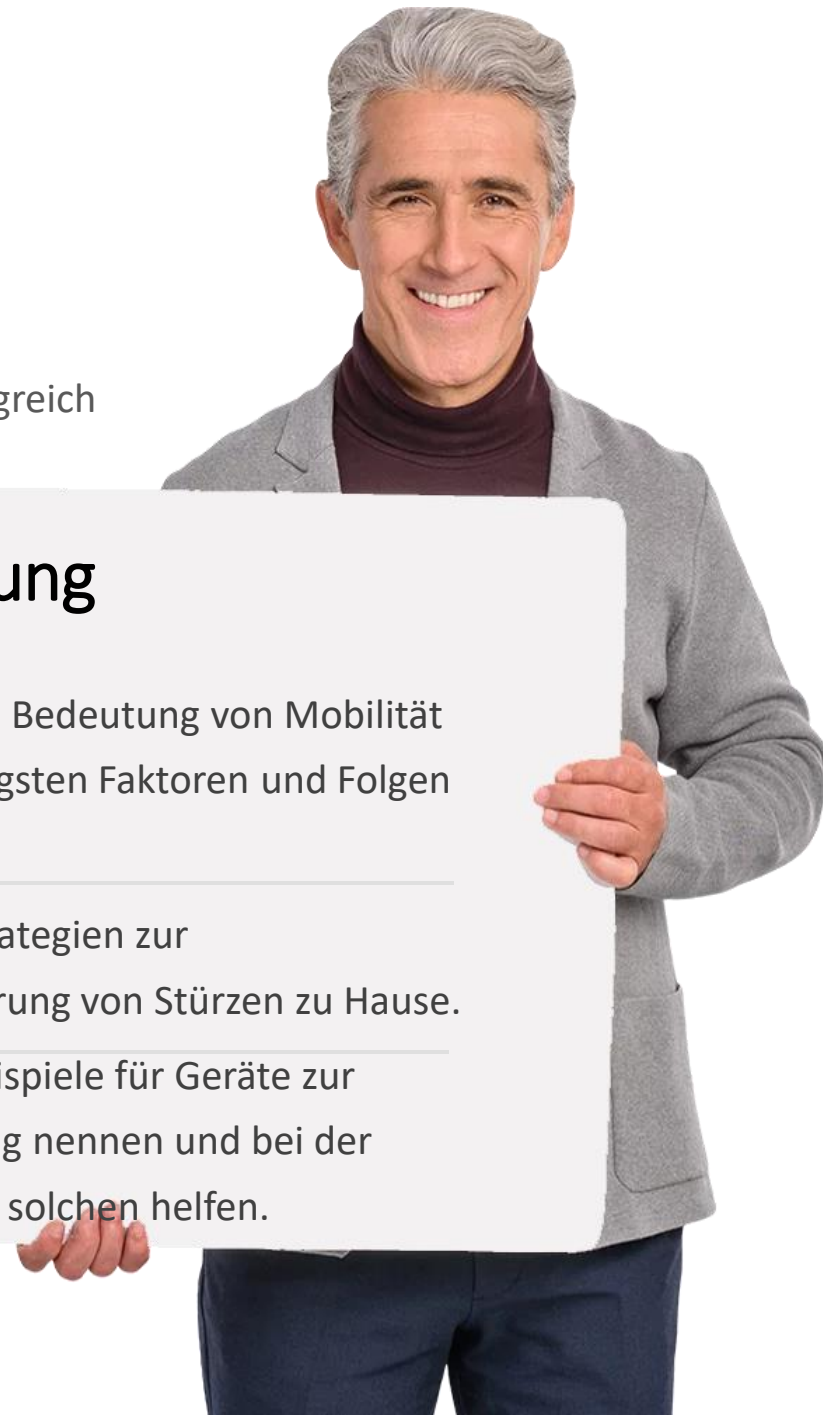 greich
ung
Bedeutung von Mobilität
gsten Faktoren und Folgen
ategien zur
rung von Stürzen zu Hause.
ispiele für Geräte zur
g nennen und bei der
solchen helfen.